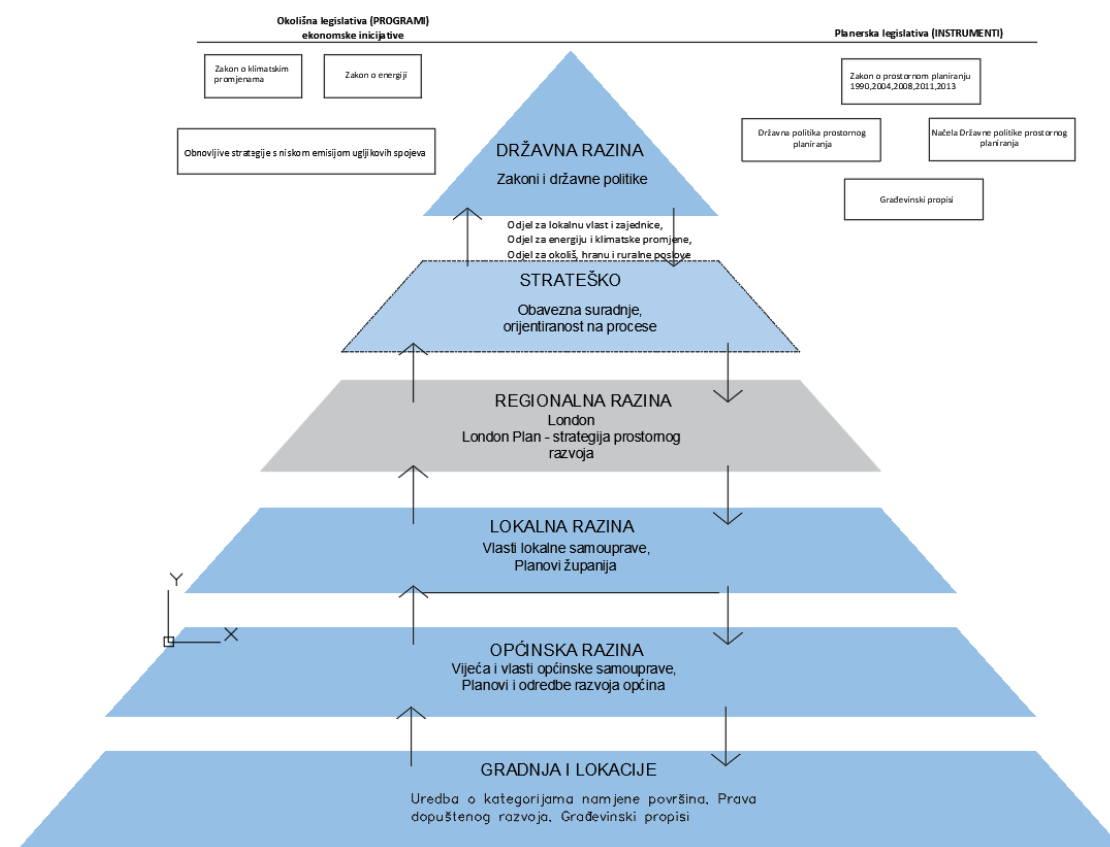 Okolišna legislativa (PROGRAMI)
ekonomske inicijative
Planerska legislativa (INSTRUMENTI)
Zakon o klimatskim
promjenama
Zakon o energiji
Zakon o prostornom planiranju
1990,2004,2008,2011,2013
Obnovljive strategije s niskom emisijom ugljikovih spojeva
Državna politika prostornog
planiranja
Načela Državne politike prostornog
planiranja
Građevinski propisi
DRŽAVNA RAZINA
Zakoni i državne politike
Odjel za lokalnu vlast i zajednice,
Odjel za energiju i klimatske promjene,
Odjel za okoliš, hranu i ruralne poslove
STRATEŠKO
Obavezna suradnje,
orijentiranost na procese
REGIONALNA RAZINA
London
London Plan - strategija prostornog
razvoja
LOKALNA RAZINA
Vlasti lokalne samouprave,
Planovi županija
Y
X
OPĆINSKA RAZINA
Vijeća i vlasti općinske samouprave,
Planovi i odredbe razvoja općina
GRADNJA I LOKACIJE
Uredba o kategorijama namjene površina. Prava
dopuštenog razvoja. Građevinski propisi